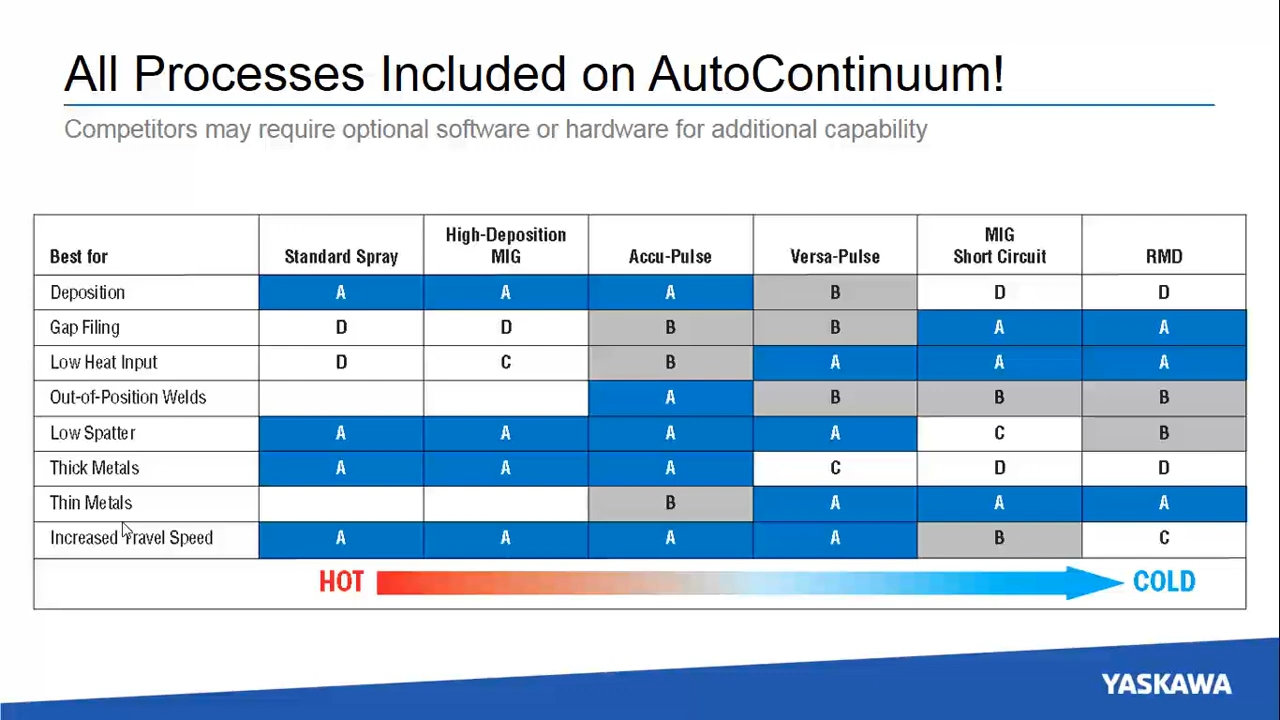 All Processes Included on AutoContinuum!
Competitors may require optional software or hardware for additional capability
Best for Standard Spray High-Deposition MIG Accu-Pulse Versa-Pulse MIG Short Circuit RMD
Deposition A A A B D D
Gap Filing D D B B A A
Low Heat Input D C B A A A
Out-of-Position Welds A B B B
Low Spatter A A A A C B
Thick Metals A A A C D D
Thin Metals B A A A
Increased Travel Speed A A A A B C
HOT COLD
YASKAWA